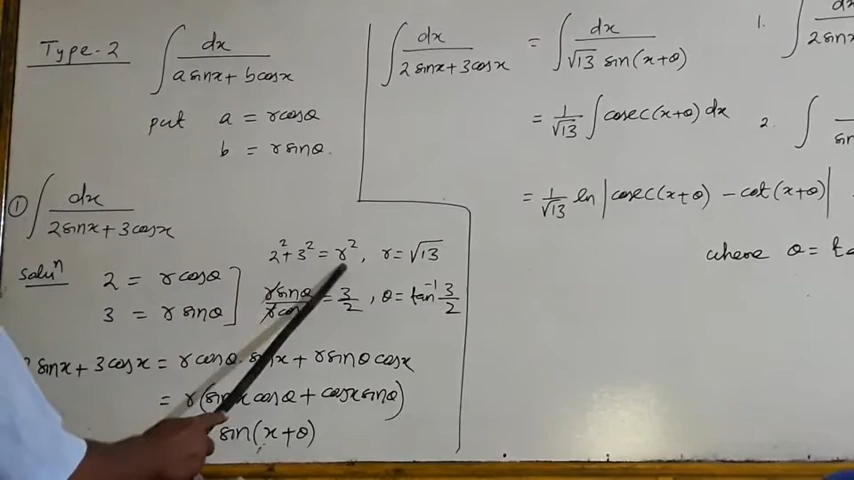 Type-2 ∫ dx / (a sinx + b cosx)
put a = r cosθ
b = r sinθ.
① ∫ dx / (2 sinx + 3 cosx)
Soluⁿ 2 = r cosθ
3 = r sinθ
2² + 3² = r², r = √13
r sinθ / = 3/2, θ = tan⁻¹ 3/2
sinx + 3 cosx = r cosθ. sinx + r sinθ cosx
= r(sinx cosθ + cosx sinθ)
sin(x+θ)
∫ dx / (2 sinx + 3 cosx) = ∫ dx / (√13 sin(x+θ))
= 1/√13 ∫ cosec(x+θ) dx
= 1/√13 ln |cosec(x+θ) - cot(x+θ)|
where θ =
1. ∫ / 2 sinx
2. ∫